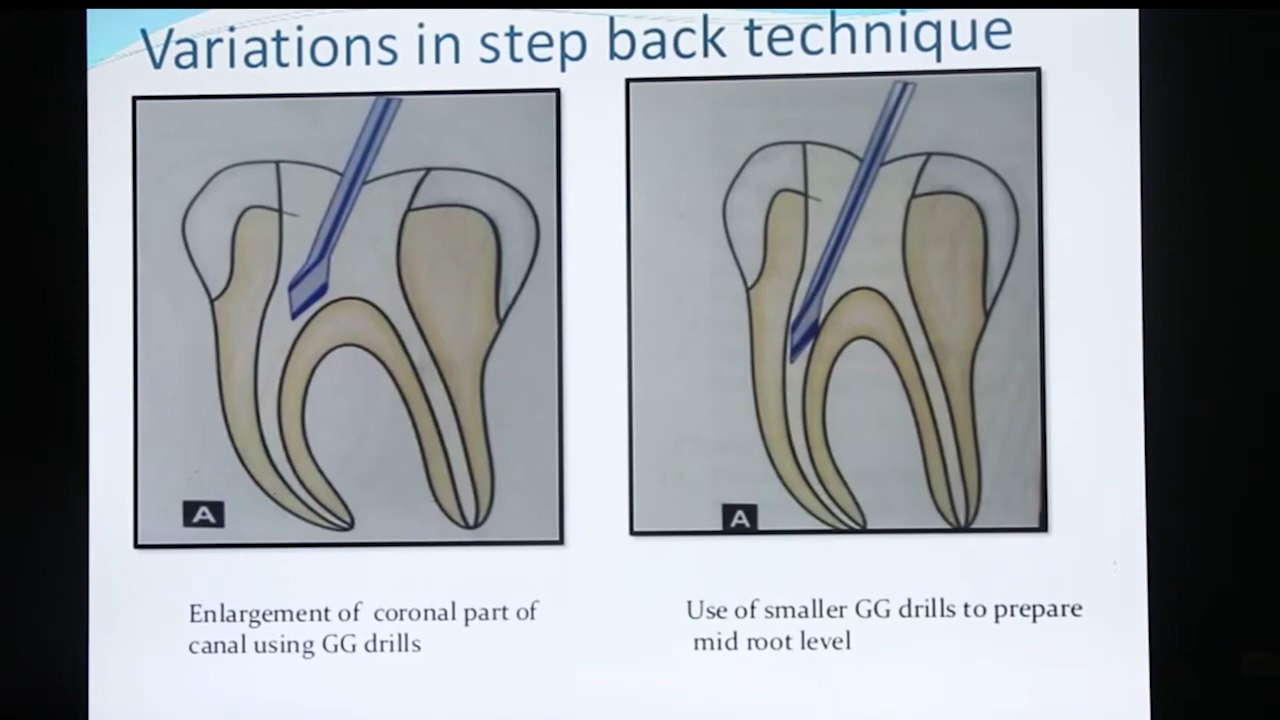 Variations in step back technique
A
A
Enlargement of coronal part of
canal using GG drills
Use of smaller GG drills to prepare
mid root level